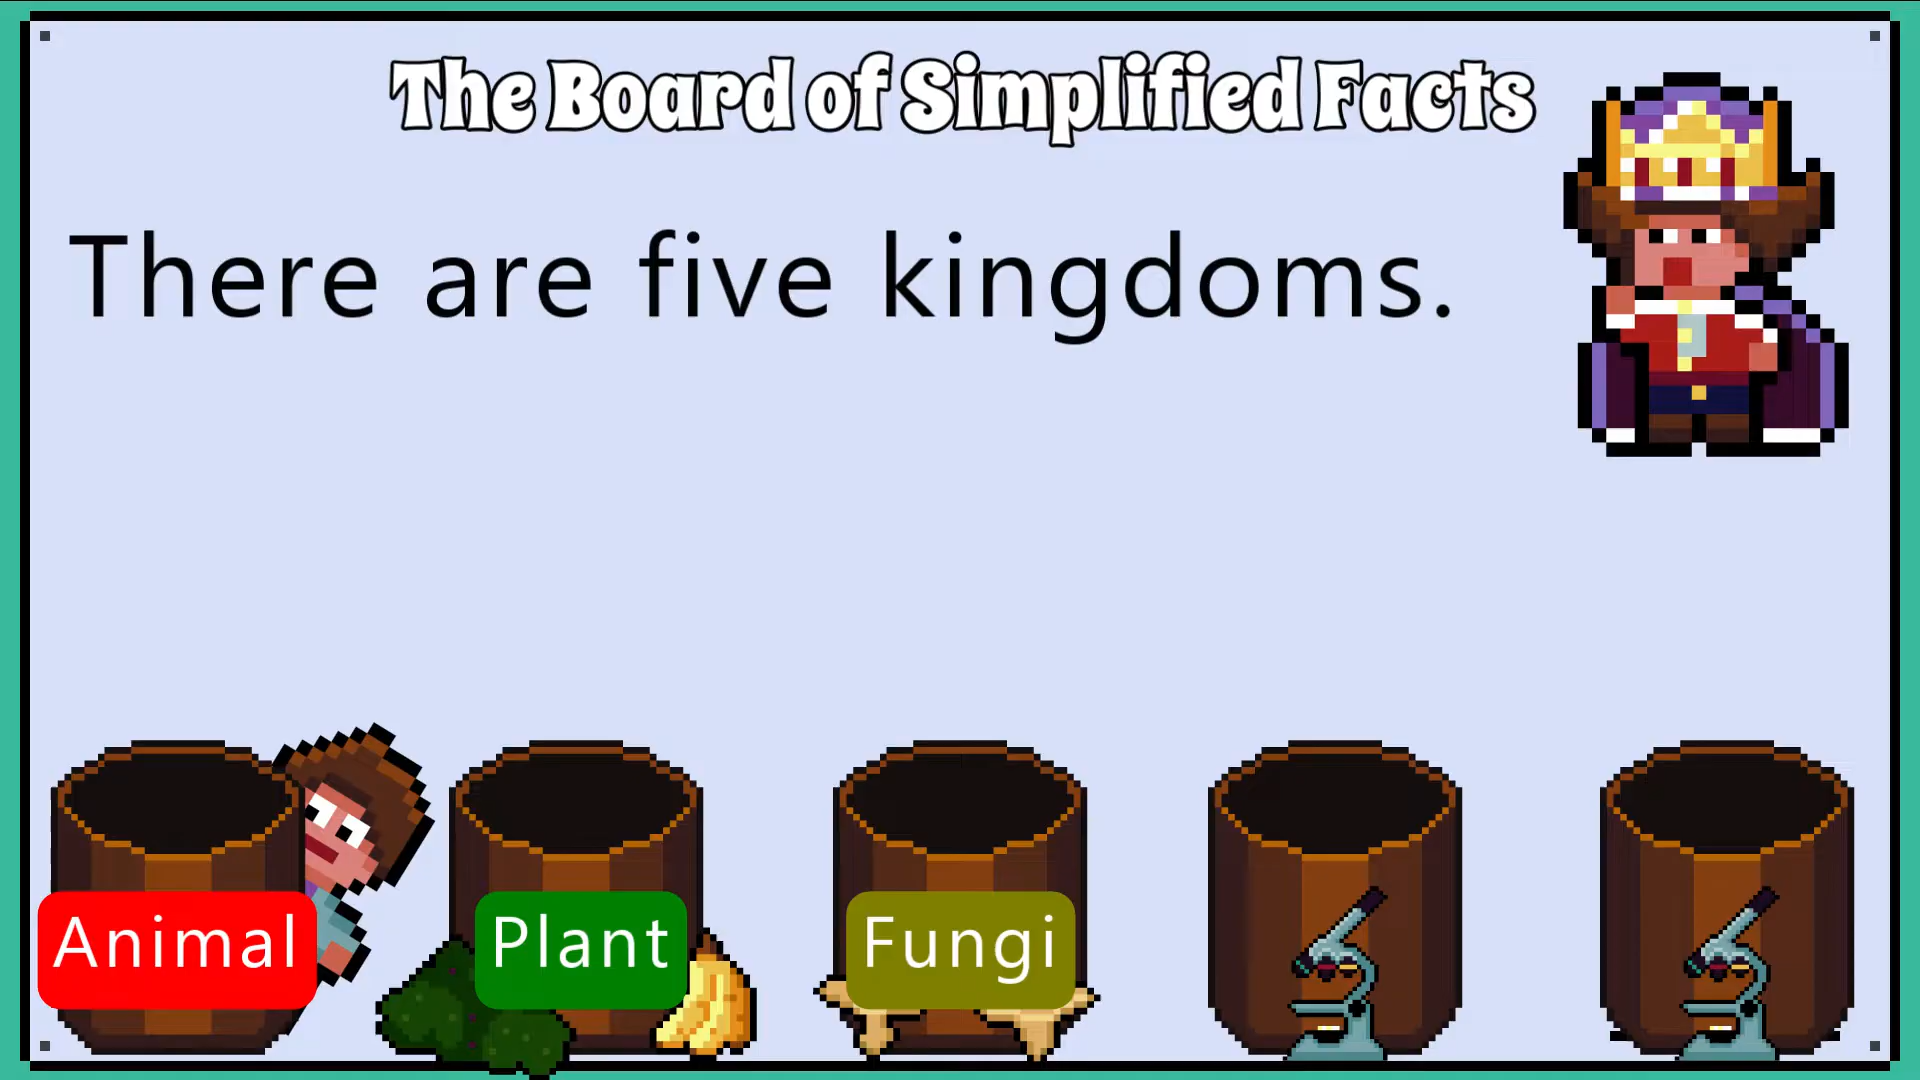 The Board of Simplified Facts
There are five kingdoms.
Animal
Plant
Fungi